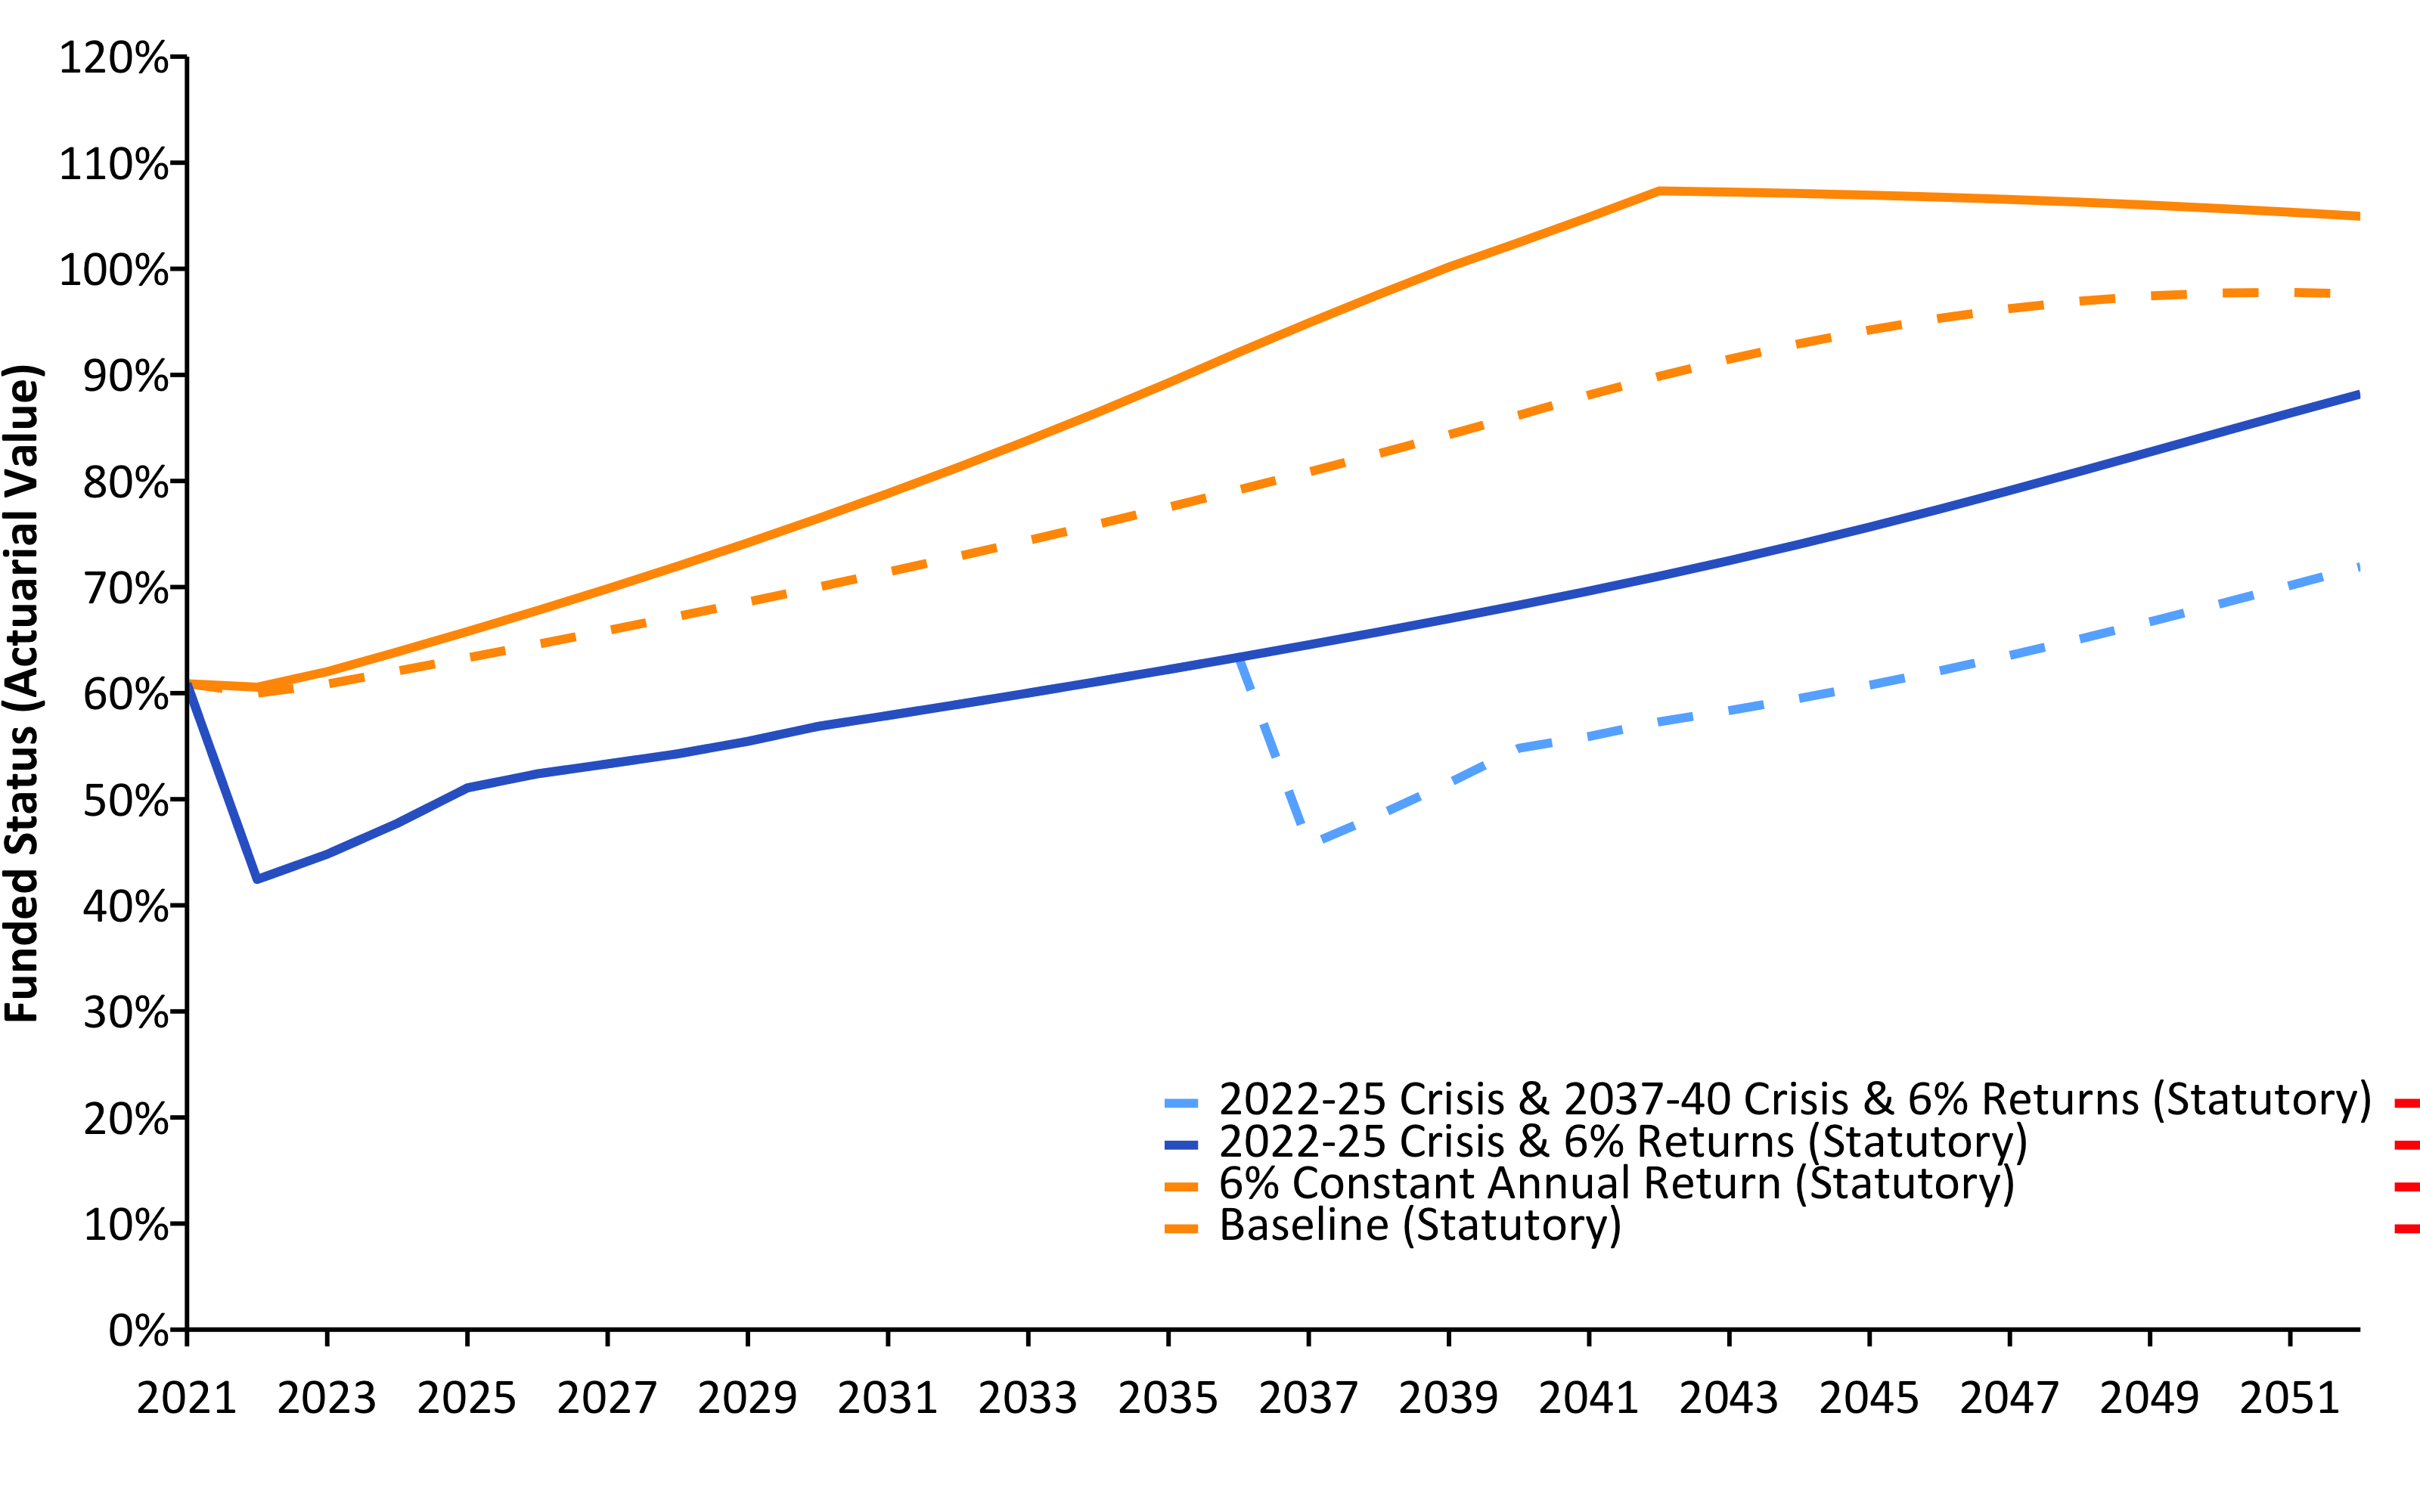 120%
110%
100%
90%
80%
70%
60%
50%
40%
30%
20%
10%
0%
Funded Status (Actuarial Value)
2022-25 Crisis & 2037-40 Crisis & 6% Returns (Statutory)
2022-25 Crisis & 6% Returns (Statutory)
6% Constant Annual Return (Statutory)
Baseline (Statutory)
2021 2023 2025 2027 2029 2031 2033 2035 2037 2039 2041 2043 2045 2047 2049 2051